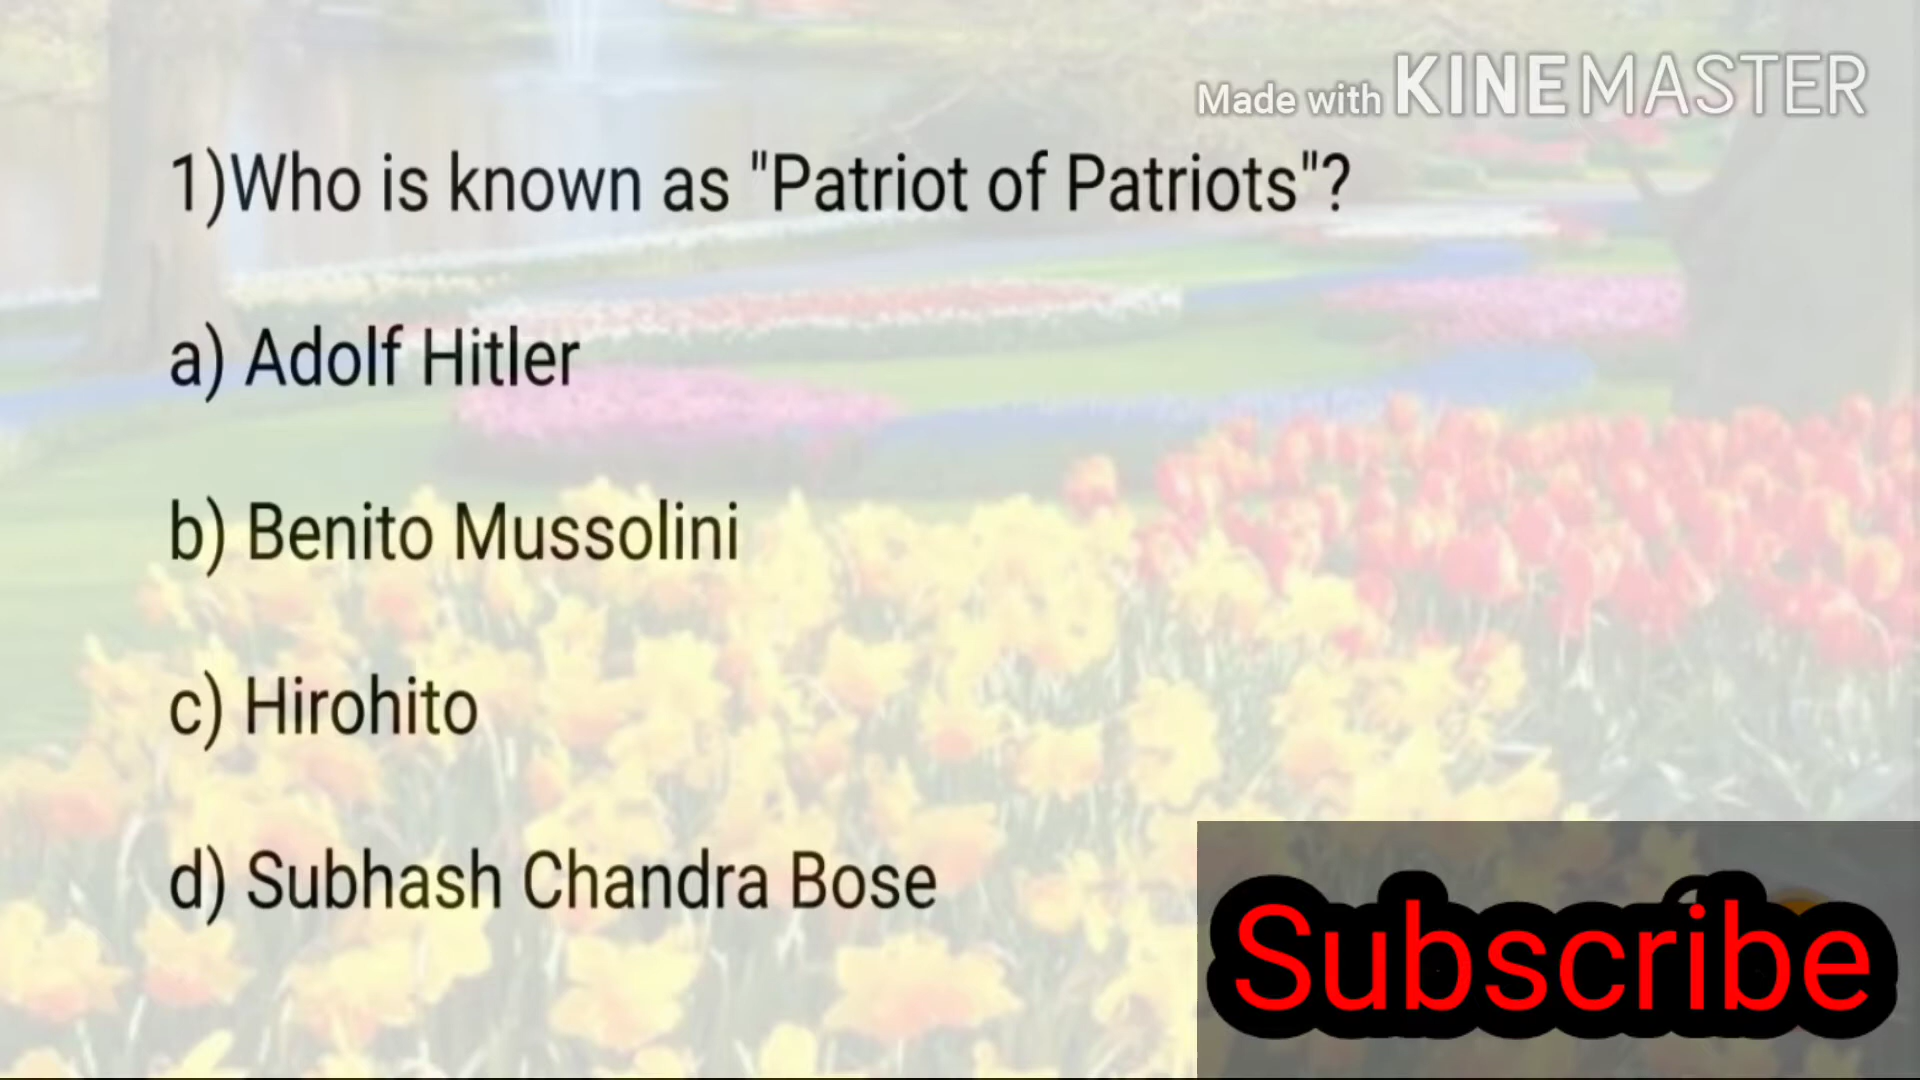 Made with KINEMASTER
1)Who is known as "Patriot of Patriots"?
a) Adolf Hitler
b) Benito Mussolini
c) Hirohito
d) Subhash Chandra Bose
Subscribe